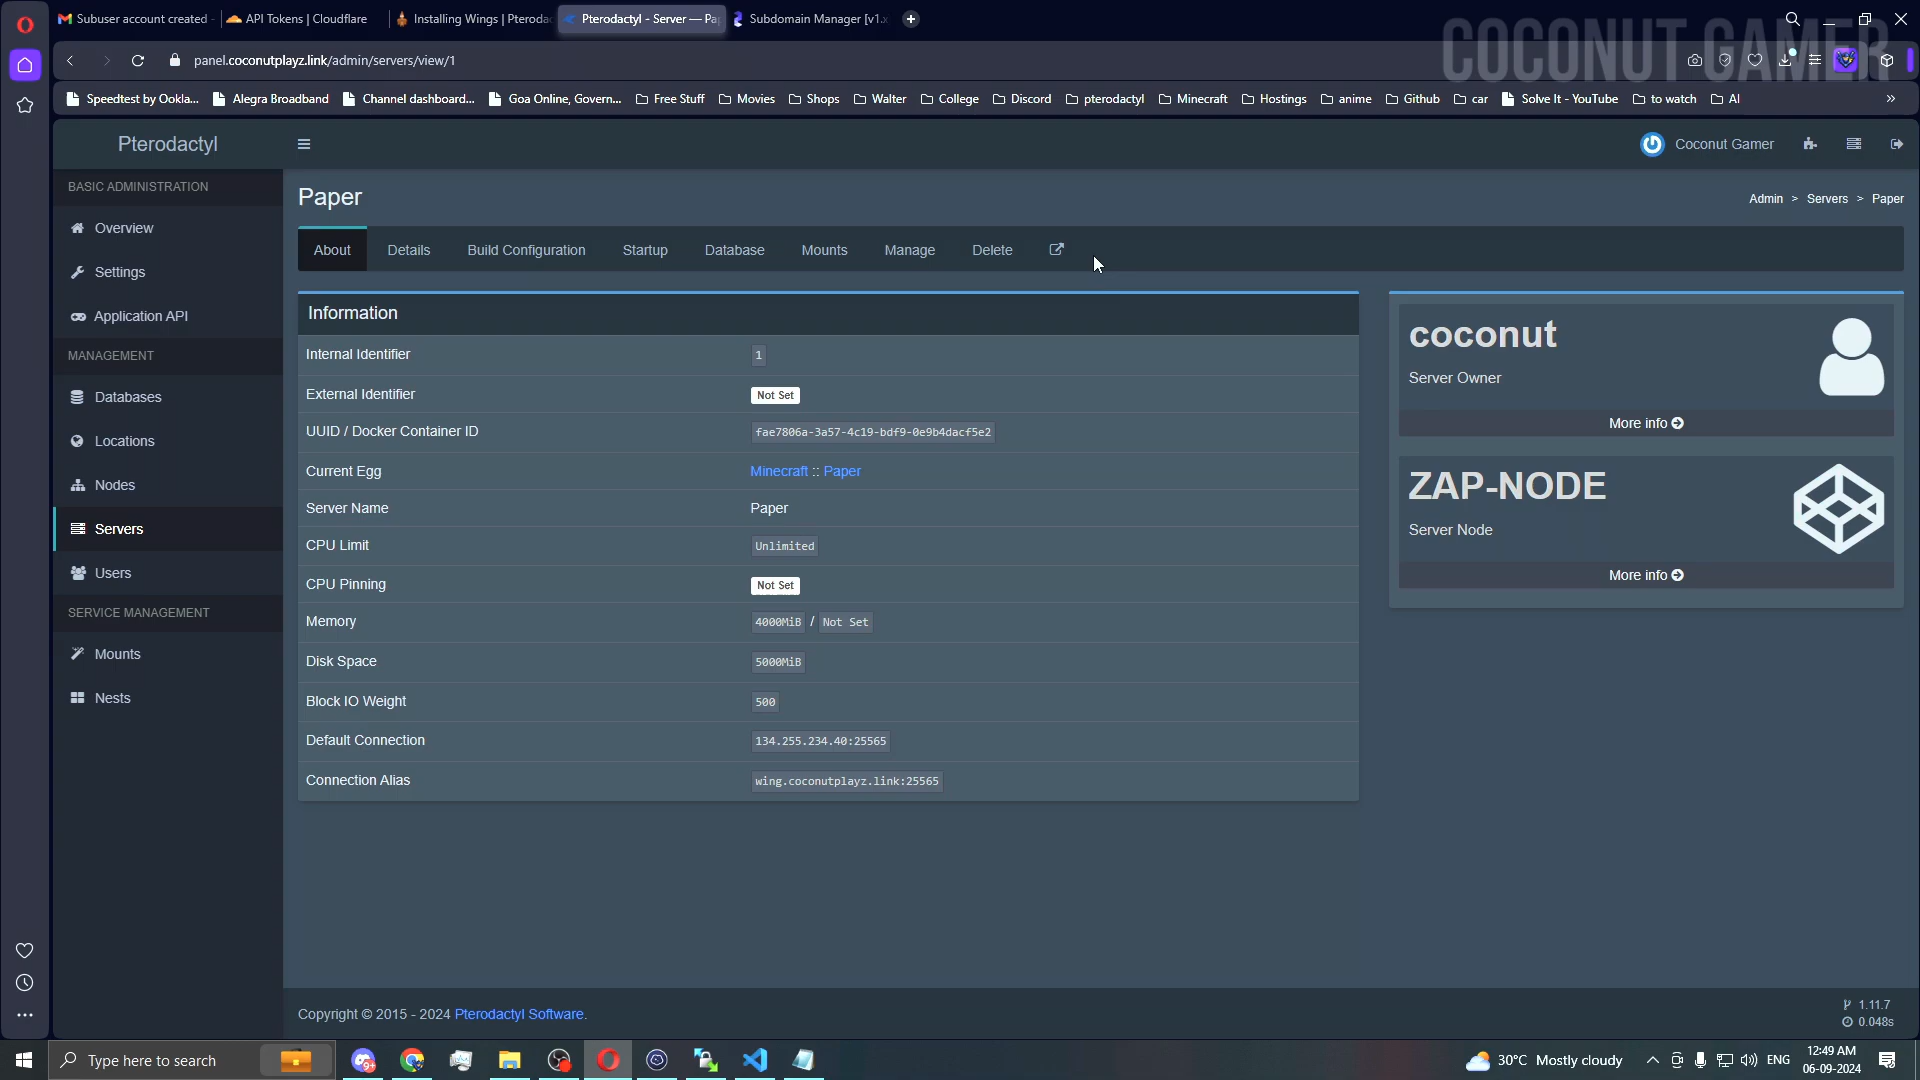 Subuser account created
API Tokens | Cloudflare
Installing Wings | Pteroda
Pterodactyl - Server — Pa
Subdomain Manager [v1.
COCONUT GAMER
panel.coconutplayz.link/admin/servers/view/1
Speedtest by Ookla...
Alegra Broadband
Channel dashboard...
Goa Online, Govern...
Free Stuff
Movies
Shops
Walter
College
Discord
pterodactyl
Minecraft
Hostings
anime
Github
car
Solve It - YouTube
to watch
AI
»
Pterodactyl
Coconut Gamer
BASIC ADMINISTRATION
Overview
Settings
Application API
MANAGEMENT
Databases
Locations
Nodes
Servers
Users
SERVICE MANAGEMENT
Mounts
Nests
Paper
Admin > Servers > Paper
About
Details
Build Configuration
Startup
Database
Mounts
Manage
Delete
Information
Internal Identifier 1
External Identifier Not Set
UUID / Docker Container ID fae7806a-3a57-4c19-bdf9-0e9b4dacf5e2
Current Egg Minecraft :: Paper
Server Name Paper
CPU Limit Unlimited
CPU Pinning Not Set
Memory 4000MiB / Not Set
Disk Space 5000MiB
Block IO Weight 500
Default Connection 134.255.234.40:25565
Connection Alias wing.coconutplayz.link:25565
coconut
Server Owner
More info
ZAP-NODE
Server Node
More info
Copyright © 2015 - 2024 Pterodactyl Software.
1.11.7
0.048s
Type here to search
9+
30°C Mostly cloudy
ENG
12:49 AM
06-09-2024